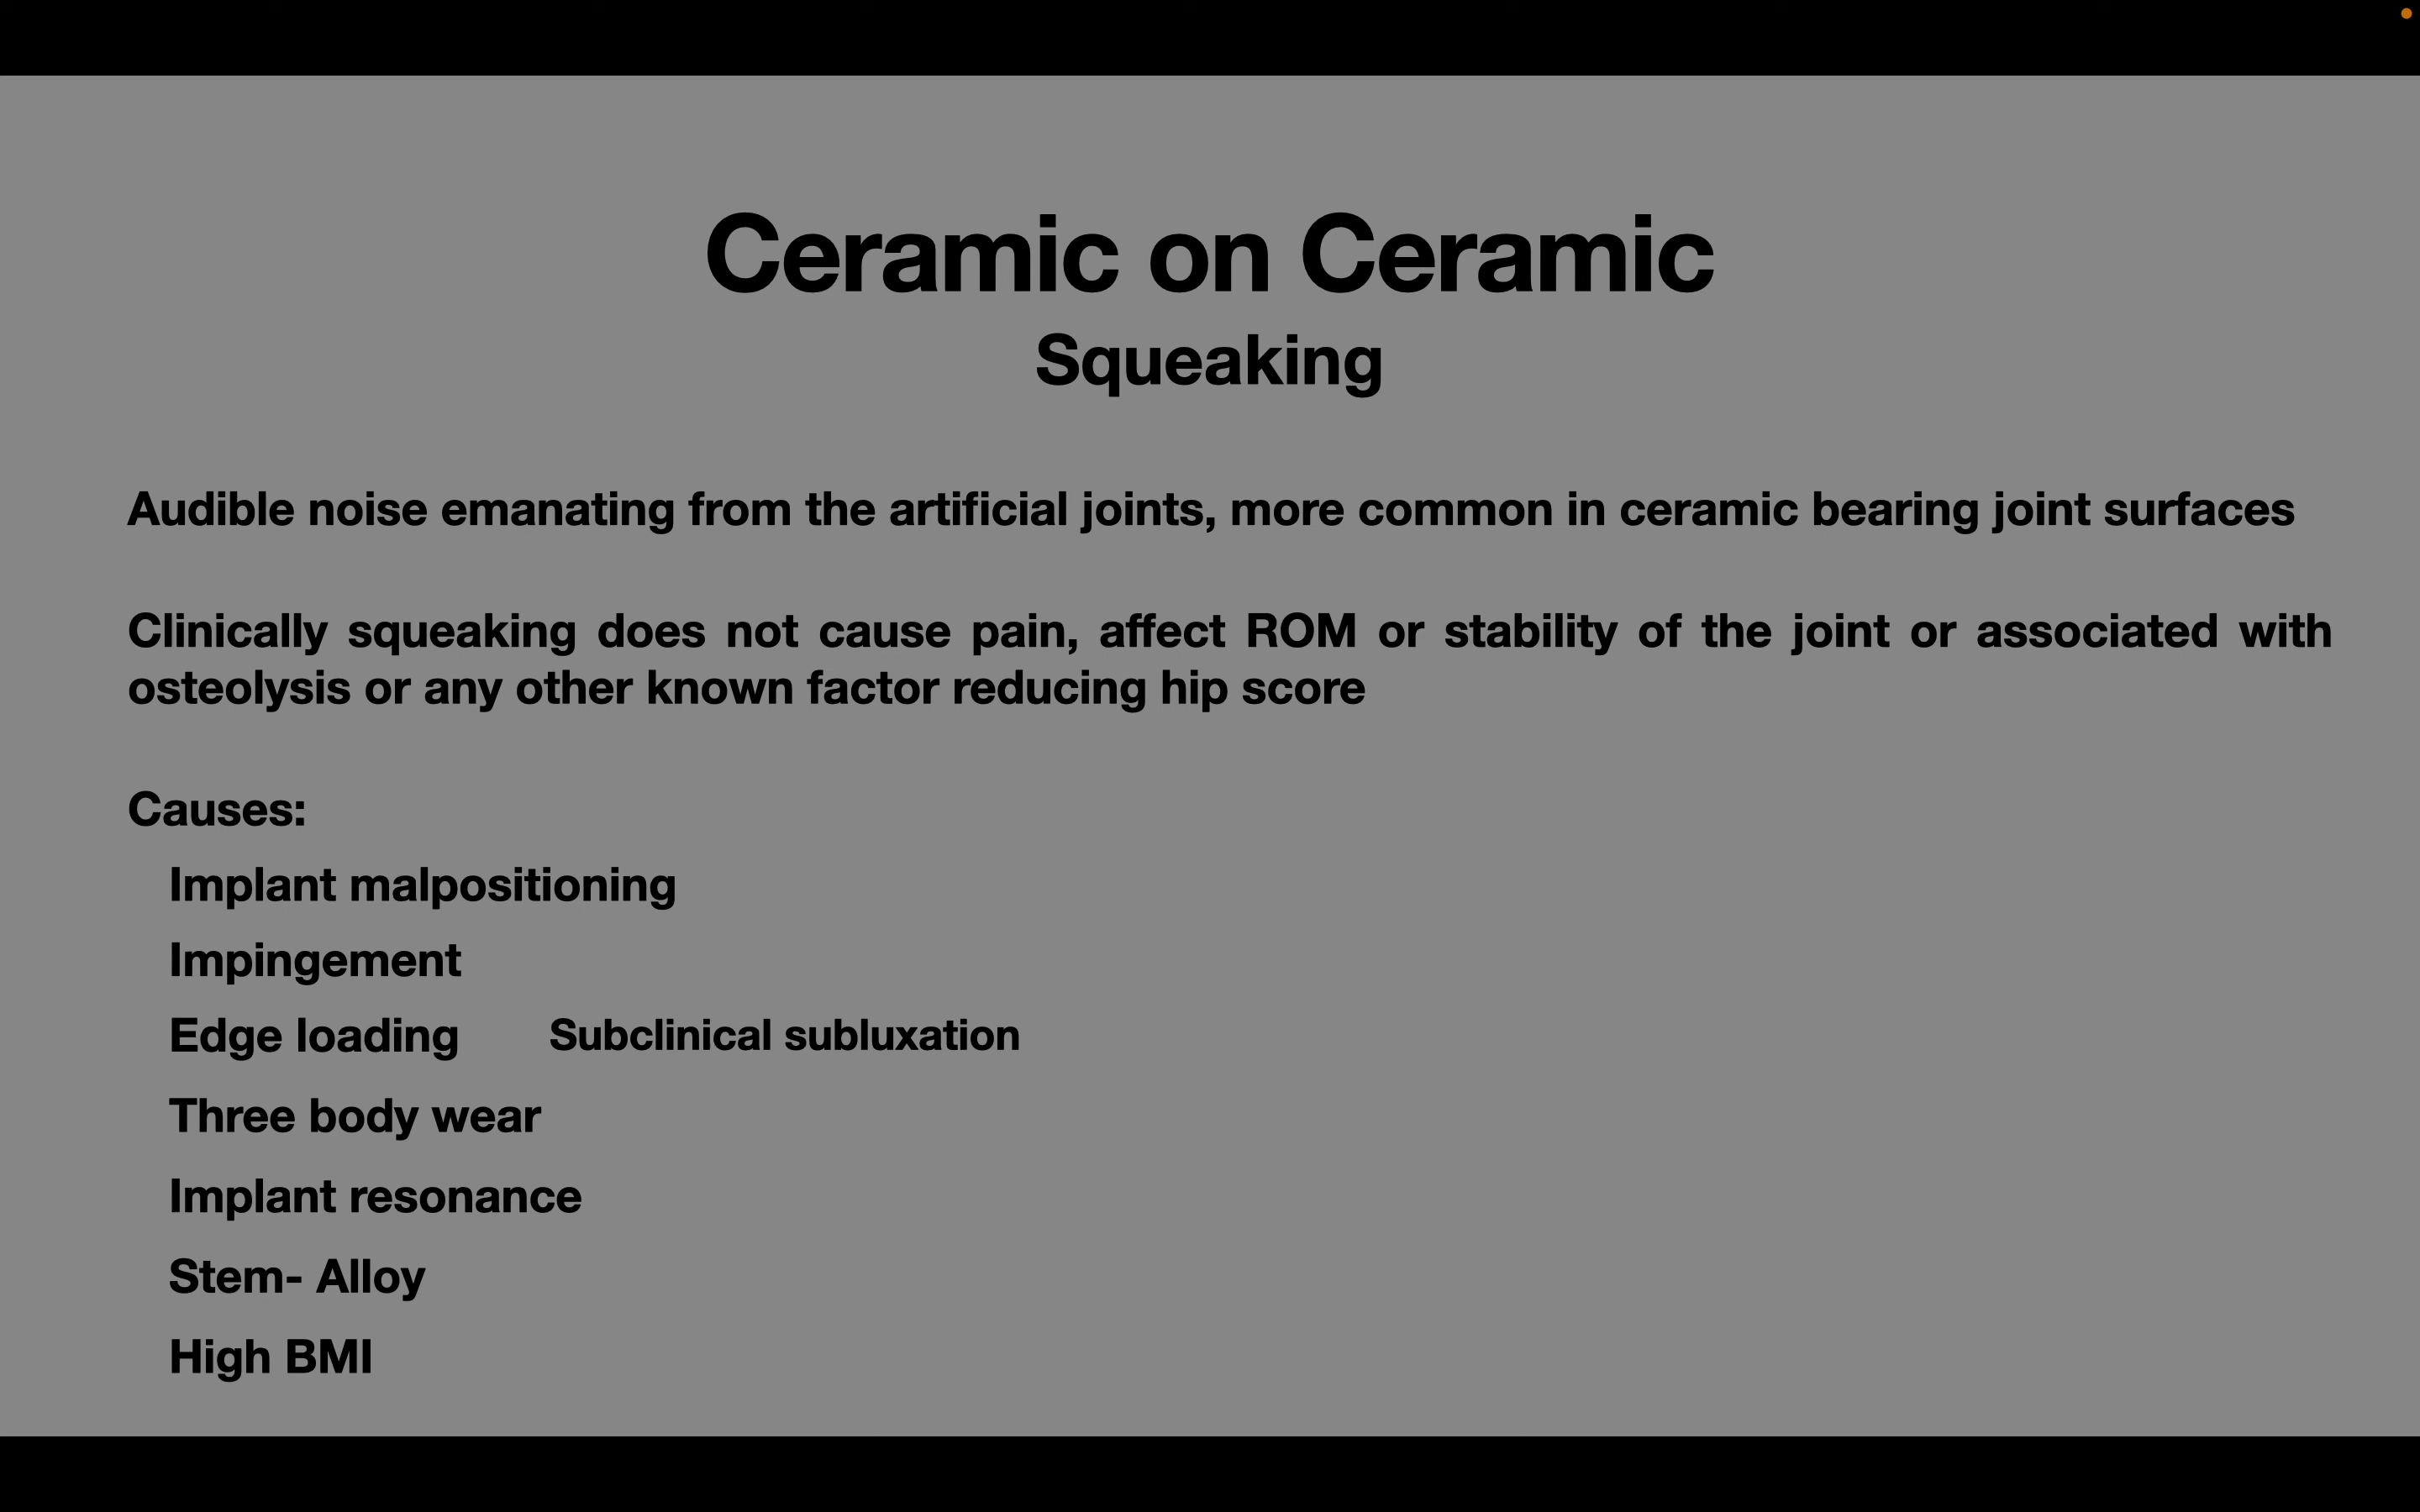 Ceramic on Ceramic
Squeaking
Audible noise emanating from the artificial joints, more common in ceramic bearing joint surfaces
Clinically squeaking does not cause pain, affect ROM or stability of the joint or associated with
osteolysis or any other known factor reducing hip score
Causes:
Implant malpositioning
Impingement
Edge loading Subclinical subluxation
Three body wear
Implant resonance
Stem- Alloy
High BMI